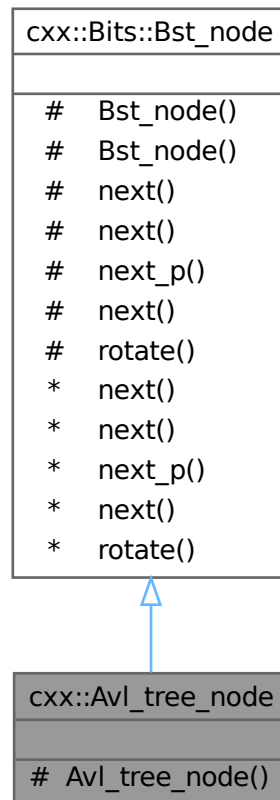 cxx::Bits::Bst_node
# Bst_node()
# Bst_node()
# next()
# next()
# next_p()
# next()
# rotate()
* next()
* next()
* next_p()
* next()
* rotate()
cxx::Avl_tree_node
# Avl_tree_node()